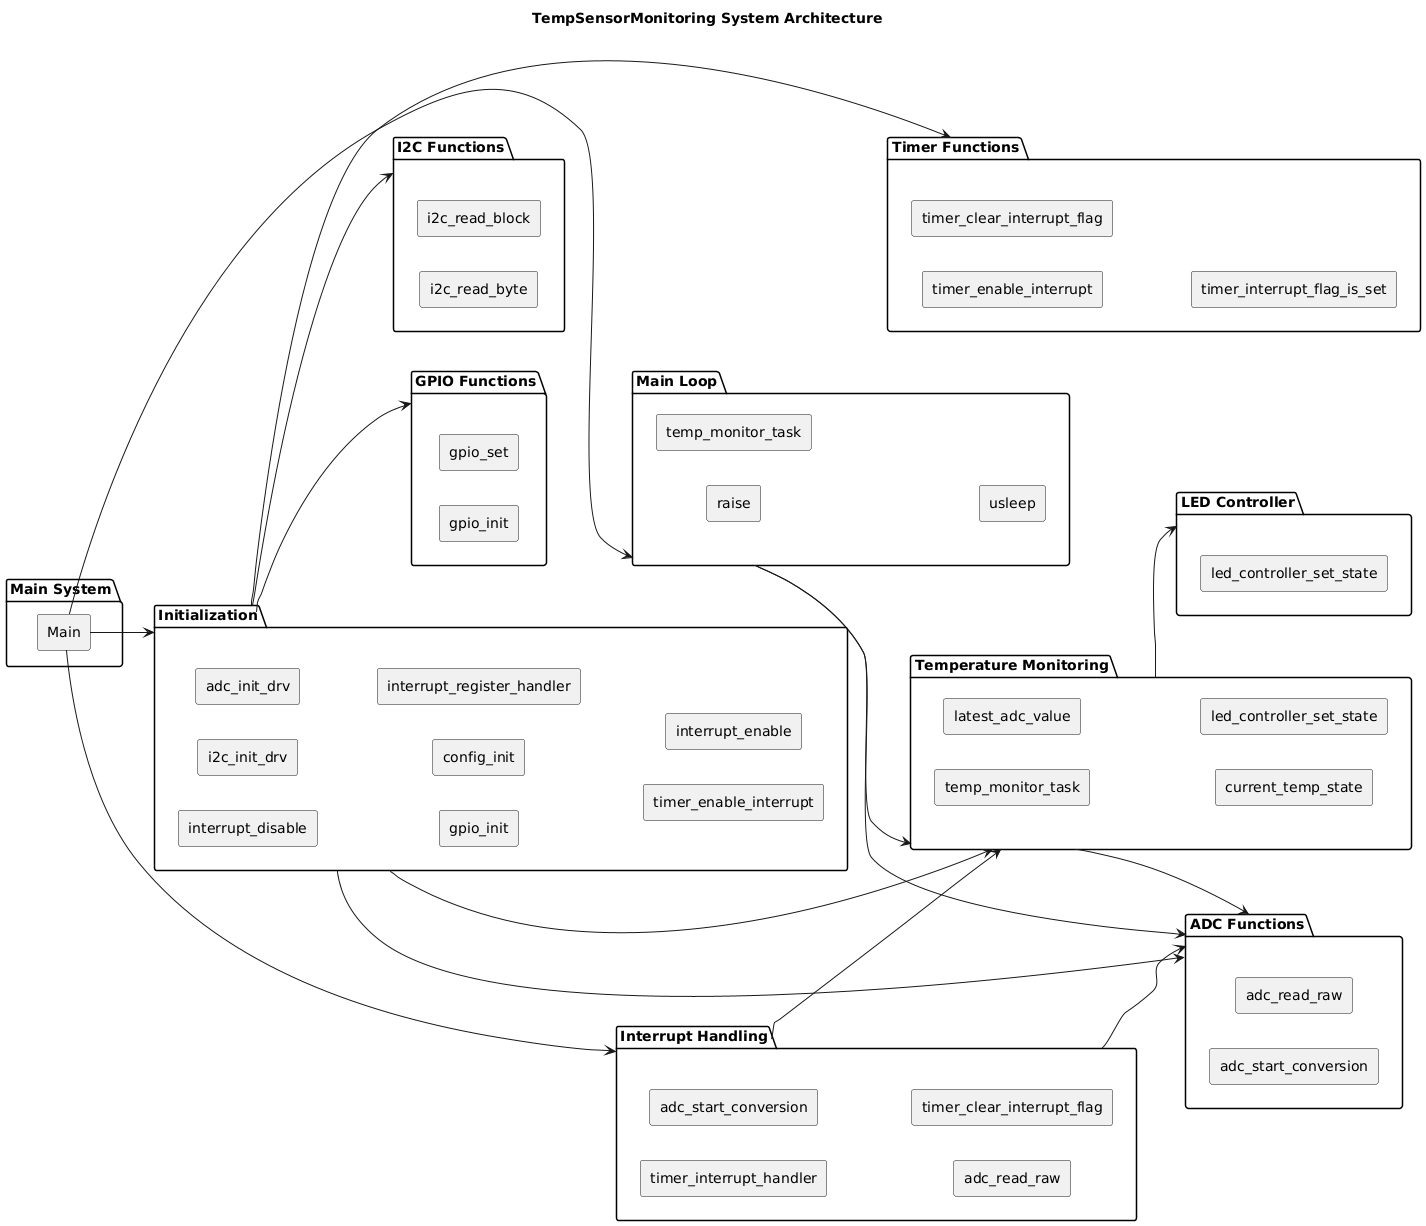 TempSensorMonitoring System Architecture
I2C Functions
i2c_read_block
i2c_read_byte
Timer Functions
timer_clear_interrupt_flag
timer_enable_interrupt
timer_interrupt_flag_is_set
GPIO Functions
gpio_set
gpio_init
Main Loop
temp_monitor_task
raise
usleep
LED Controller
led_controller_set_state
Main System
Main
Initialization
adc_init_drv
interrupt_register_handler
interrupt_enable
i2c_init_drv
config_init
timer_enable_interrupt
interrupt_disable
gpio_init
Temperature Monitoring
latest_adc_value
led_controller_set_state
temp_monitor_task
current_temp_state
ADC Functions
adc_read_raw
adc_start_conversion
Interrupt Handling
adc_start_conversion
timer_clear_interrupt_flag
timer_interrupt_handler
adc_read_raw